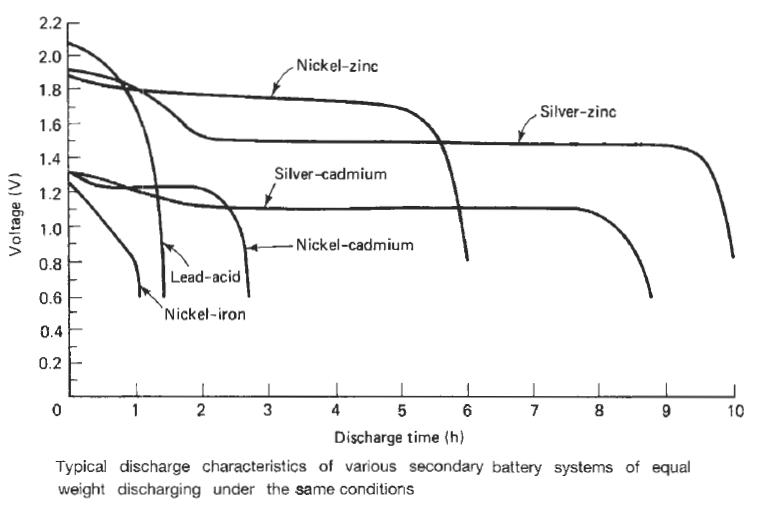 2.2
2.0
1.8
1.6
1.4
1.2
1.0
0.8
0.6
0.4
0.2
Voltage (V)
Nickel-zinc
Silver-zinc
Silver-cadmium
Nickel-cadmium
Lead-acid
Nickel-iron
0 1 2 3 4 5 6 7 8 9 10
Discharge time (h)
Typical discharge characteristics of various secondary battery systems of equal
weight discharging under the same conditions